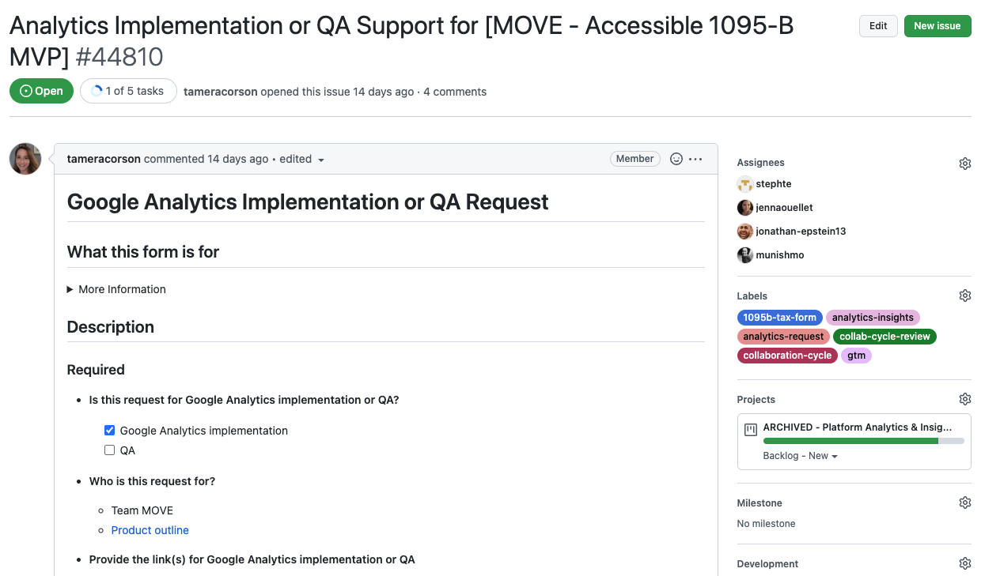 Analytics Implementation or QA Support for [MOVE - Accessible 1095-B
MVP] #44810
Edit
New issue
Open
1 of 5 tasks
tameracorson opened this issue 14 days ago · 4 comments
tameracorson commented 14 days ago • edited
Member
Google Analytics Implementation or QA Request
What this form is for
More Information
Description
Required
Is this request for Google Analytics implementation or QA?
Google Analytics implementation
QA
Who is this request for?
Team MOVE
Product outline
Provide the link(s) for Google Analytics implementation or QA
Assignees
stephte
jennaouellet
jonathan-epstein13
munishmo
Labels
1095b-tax-form analytics-insights
analytics-request collab-cycle-review
collaboration-cycle gtm
Projects
ARCHIVED - Platform Analytics & Insig...
Backlog - New
Milestone
No milestone
Development